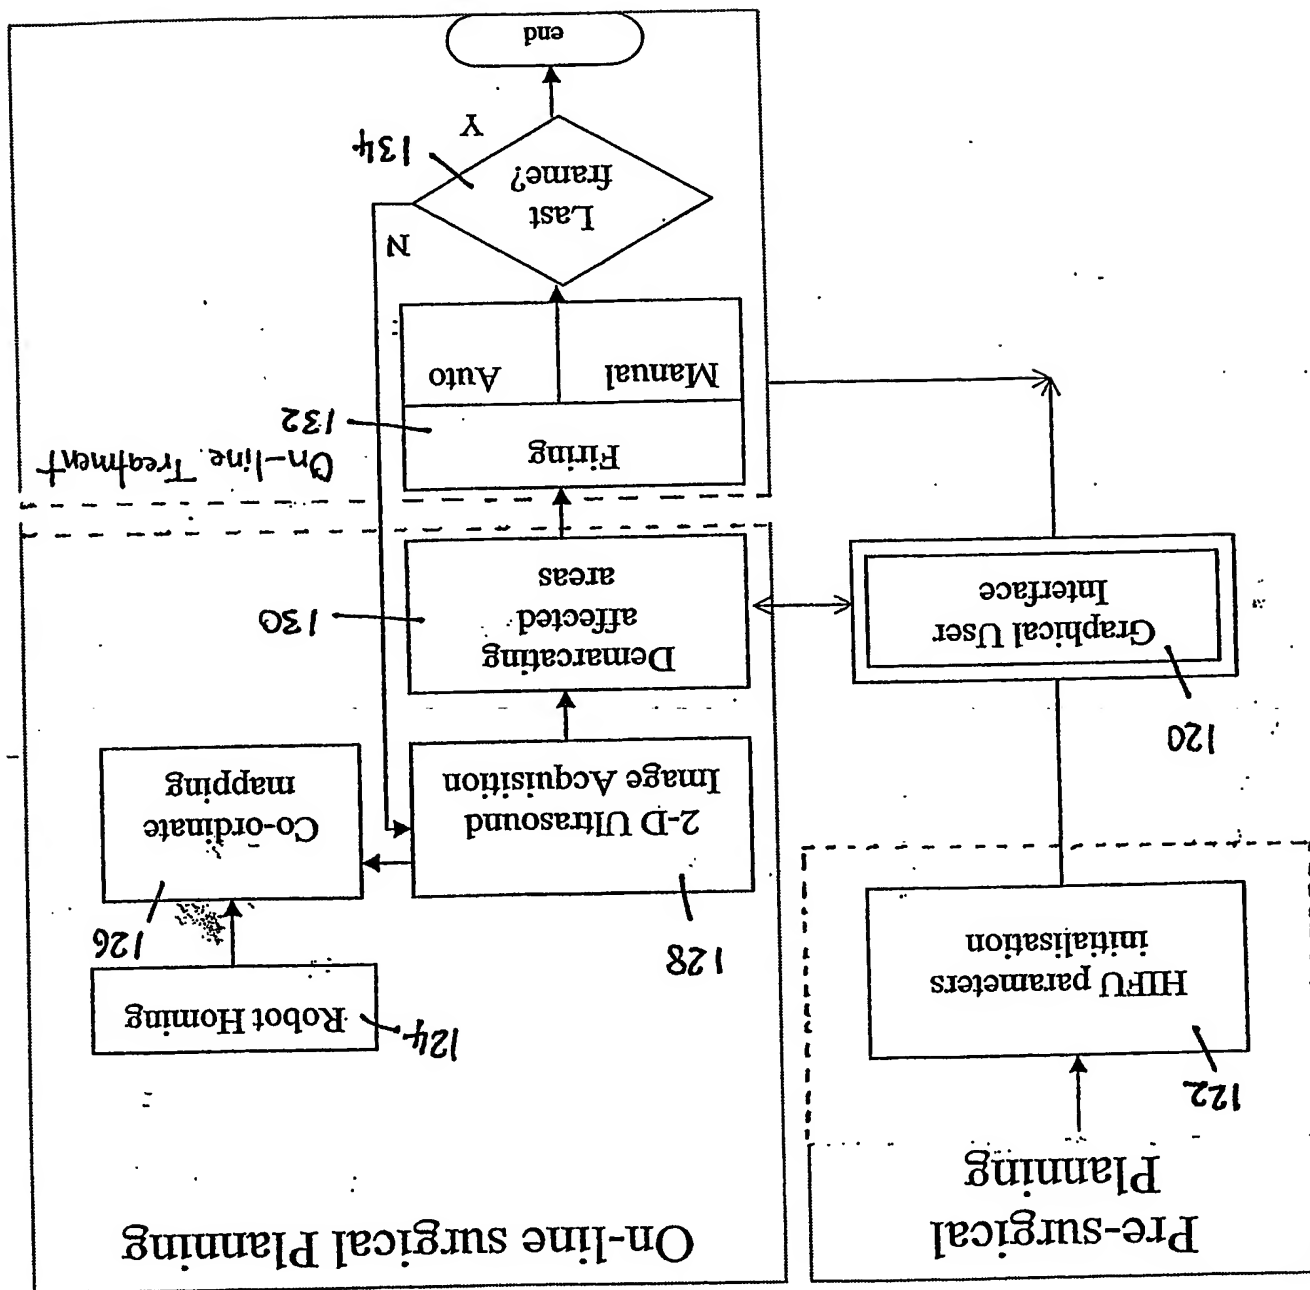 Pre-surgical
Planning
122
HIFU parameters
initialisation
120
Graphical User
Interface
On-line surgical Planning
124
Robot Homing
126
Co-ordinate
mapping
128
2-D Ultrasound
Image Acquisition
130
Demarcating
affected
areas
On-line Treatment
132
Firing
Manual
Auto
134
Last
frame?
N
Y
end